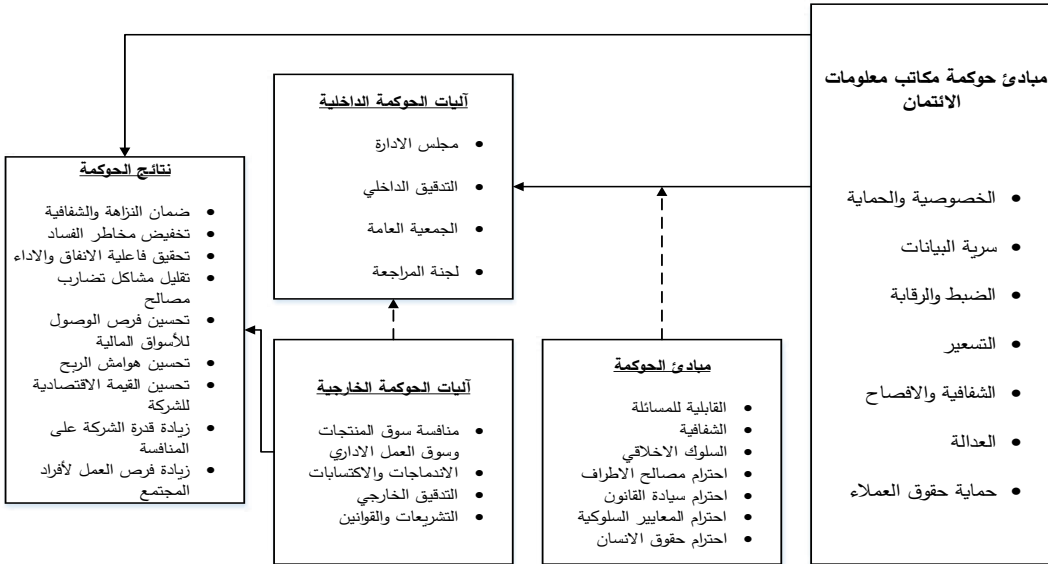 مبادئ حوكمة مكاتب معلومات
الائتمان
• الخصوصية والحماية
• سرية البيانات
• الضبط والرقابة
• التسعير
• الشفافية والافصاح
• العدالة
• حماية حقوق العملاء
آليات الحوكمة الداخلية
• مجلس الادارة
• التدقيق الداخلي
• الجمعية العامة
• لجنة المراجعة
نتائج الحوكمة
• ضمان النزاهة والشفافية
• تخفيض مخاطر الفساد
• تحقيق فاعلية الانفاق والاداء
• تقليل مشاكل تضارب
مصالح
• تحسين فرص الوصول
للأسواق المالية
• تحسين هوامش الربح
• تحسين القيمة الاقتصادية
للشركة
• زيادة قدرة الشركة على
المنافسة
• زيادة فرص العمل لأفراد
المجتمع
مبادئ الحوكمة
• القابلية للمسائلة
• الشفافية
• السلوك الاخلاقي
• احترام مصالح الاطراف
• احترام سيادة القانون
• احترام المعايير السلوكية
• احترام حقوق الانسان
آليات الحوكمة الخارجية
• منافسة سوق المنتجات
وسوق العمل الاداري
• الاندماجات والاكتسابات
• التدقيق الخارجي
• التشريعات والقوانين